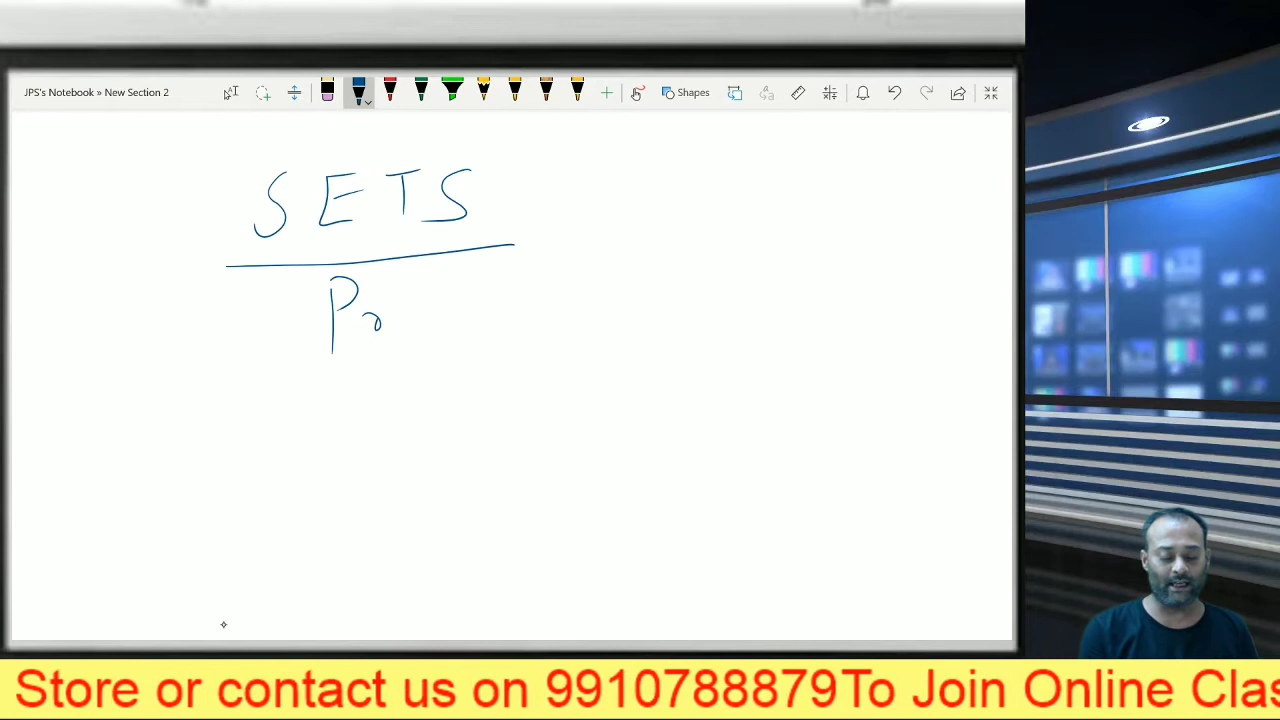 JPS's Notebook » New Section 2
Shapes
SETS
Store or contact us on 9910788879To Join Online Clas